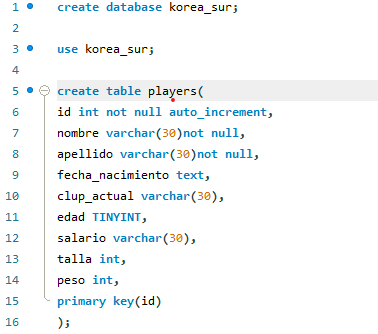 1 create database korea_sur;
2
3 use korea_sur;
4
5 create table players(
6 id int not null auto_increment,
7 nombre varchar(30)not null,
8 apellido varchar(30)not null,
9 fecha_nacimiento text,
10 clup_actual varchar(30),
11 edad TINYINT,
12 salario varchar(30),
13 talla int,
14 peso int,
15 primary key(id)
16 );